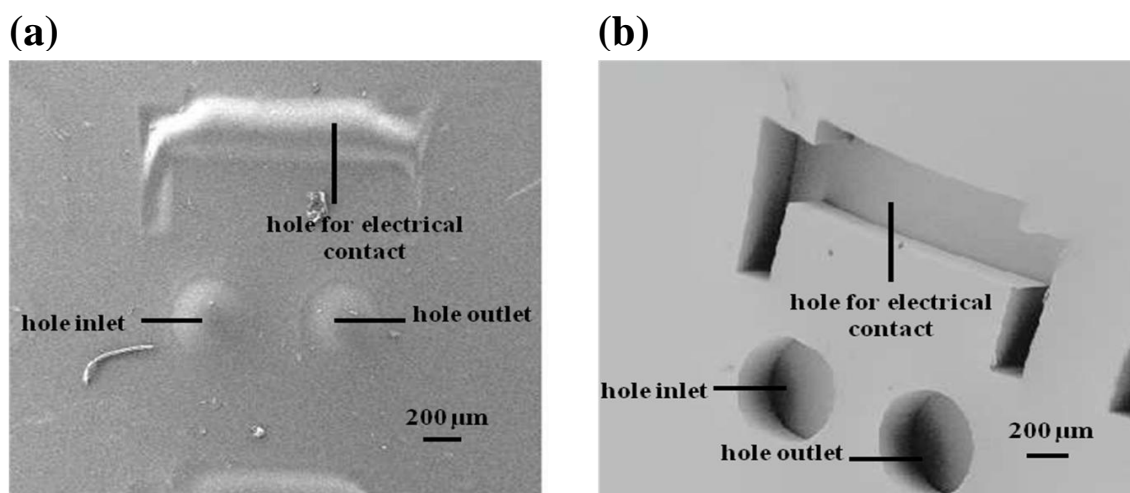 (a)
hole for electrical
contact
hole inlet
hole outlet
200 µm
(b)
hole for electrical
contact
hole inlet
hole outlet
200 µm